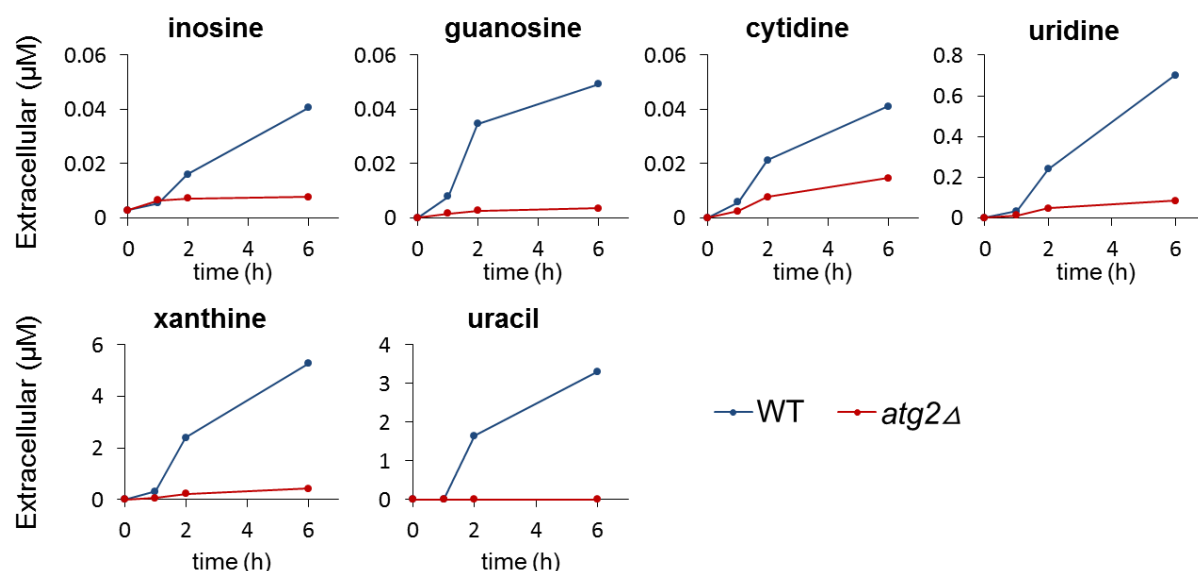 inosine
guanosine
cytidine
uridine
Extracellular (µM)
0.06
0.04
0.02
0
0 2 4 6
time (h)
0.06
0.04
0.02
0
0 2 4 6
time (h)
0.06
0.04
0.02
0
0 2 4 6
time (h)
0.8
0.6
0.4
0.2
0
0 2 4 6
time (h)
xanthine
uracil
Extracellular (µM)
6
4
2
0
0 2 4 6
time (h)
4
3
2
1
0
0 2 4 6
time (h)
WT
atg2Δ